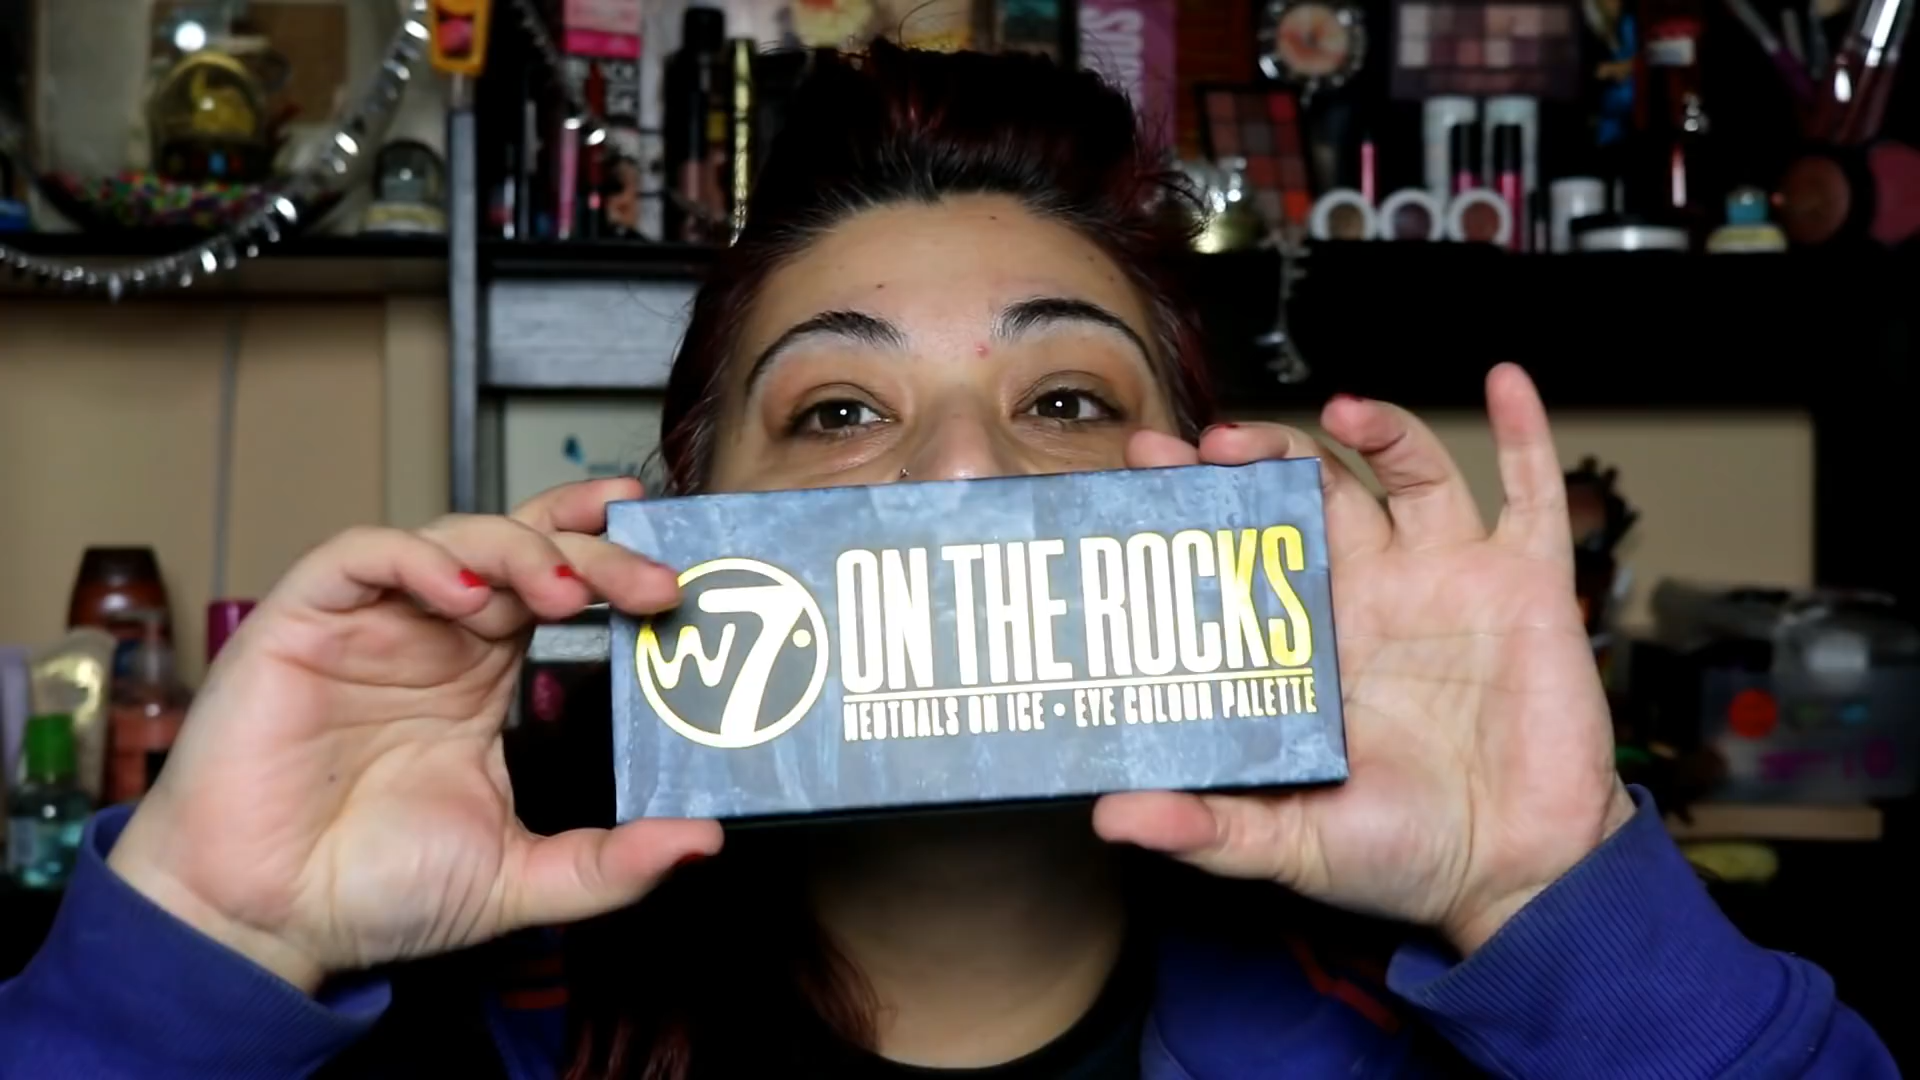 W7
ON THE ROCKS
NEUTRALS ON ICE • EYE COLOUR PALETTE